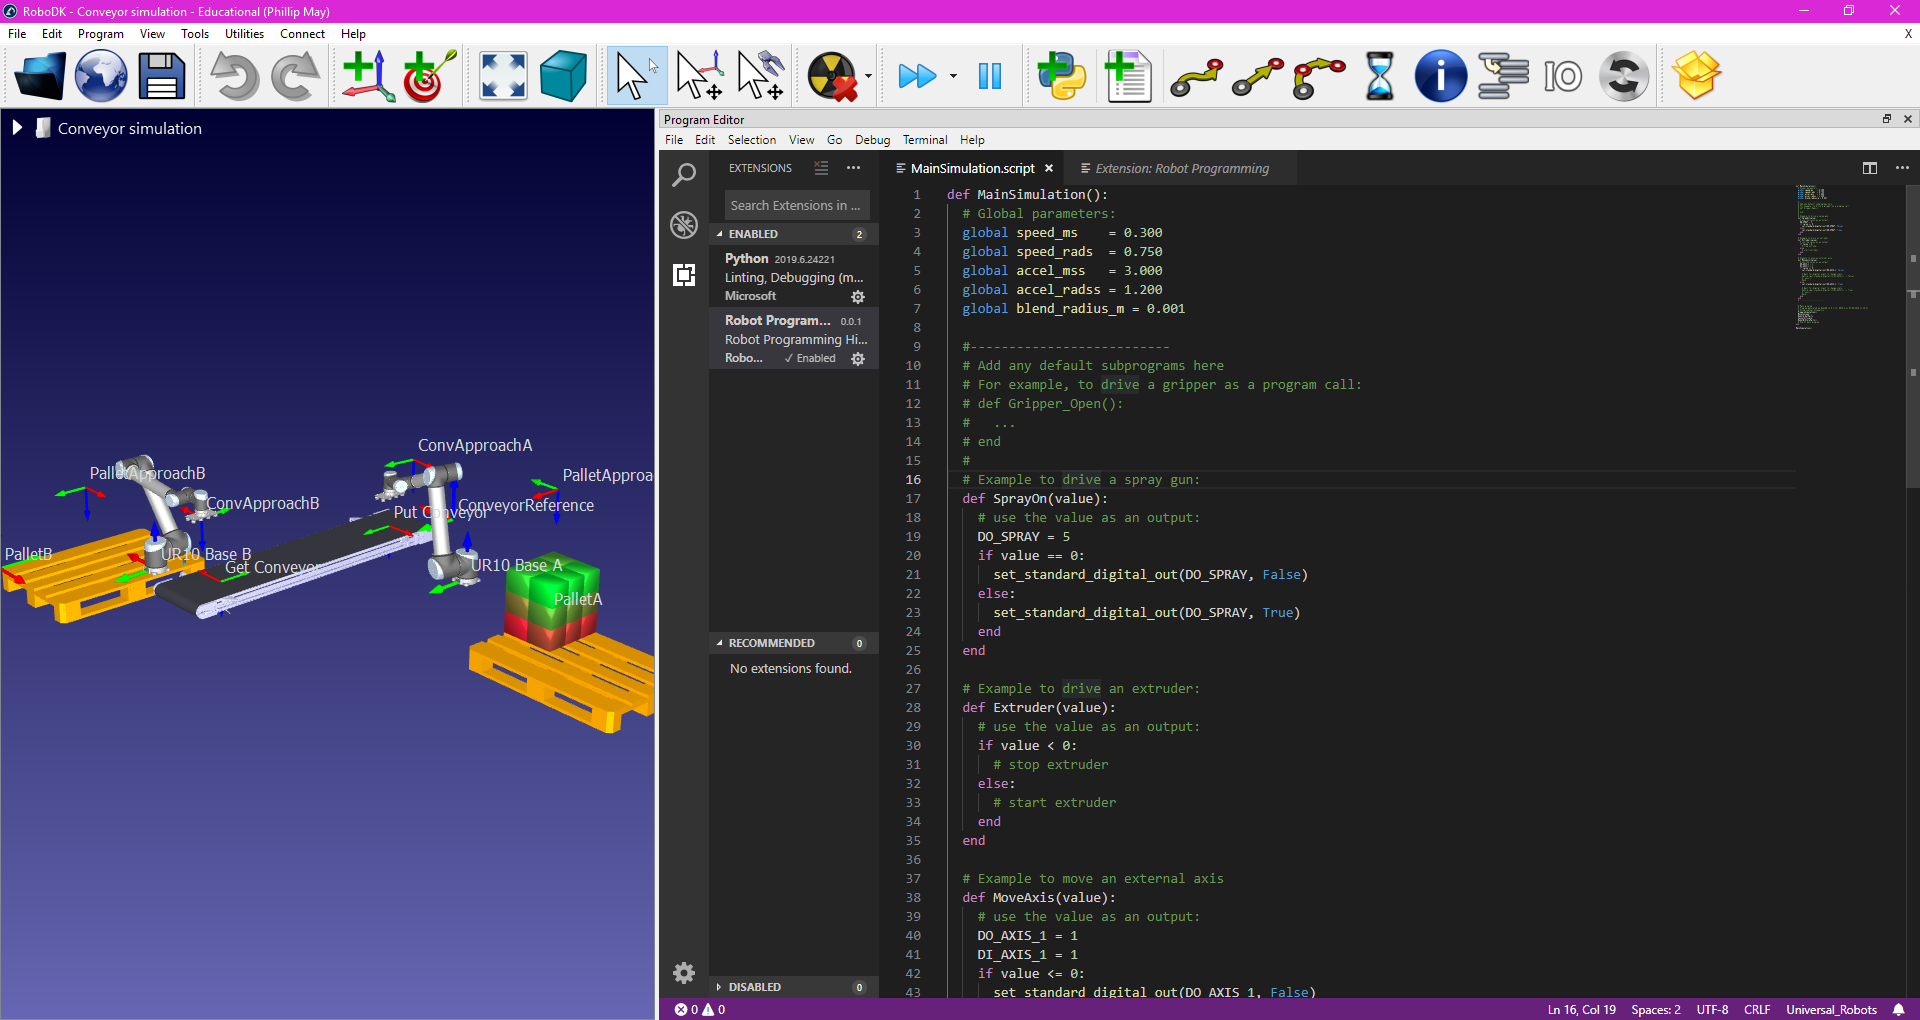 RoboDK - Conveyor simulation - Educational (Phillip May)
File Edit Program View Tools Utilities Connect Help X
IO
Conveyor simulation
ConvApproachA
PalletApproachB
PalletApproa
ConvApproachB
ConveyorReference
Put Conveyor
PalletB
UR10 Base B
Get Conveyor
UR10 Base A
PalletA
Program Editor
File Edit Selection View Go Debug Terminal Help
EXTENSIONS
Search Extensions in ...
ENABLED 2
Python 2019.6.24221
Linting, Debugging (m...
Microsoft
Robot Program... 0.0.1
Robot Programming Hi...
Robo... ✓ Enabled
RECOMMENDED 0
No extensions found.
DISABLED 0
MainSimulation.script
Extension: Robot Programming
1 def MainSimulation():
2 # Global parameters:
3 global speed_ms    = 0.300
4 global speed_rads  = 0.750
5 global accel_mss   = 3.000
6 global accel_radss = 1.200
7 global blend_radius_m = 0.001
8
9 #--------------------------
10 # Add any default subprograms here
11 # For example, to drive a gripper as a program call:
12 # def Gripper_Open():
13 #   ...
14 # end
15 #
16 # Example to drive a spray gun:
17 def SprayOn(value):
18 # use the value as an output:
19 DO_SPRAY = 5
20 if value == 0:
21 set_standard_digital_out(DO_SPRAY, False)
22 else:
23 set_standard_digital_out(DO_SPRAY, True)
24 end
25 end
26
27 # Example to drive an extruder:
28 def Extruder(value):
29 # use the value as an output:
30 if value < 0:
31 # stop extruder
32 else:
33 # start extruder
34 end
35 end
36
37 # Example to move an external axis
38 def MoveAxis(value):
39 # use the value as an output:
40 DO_AXIS_1 = 1
41 DI_AXIS_1 = 1
42 if value <= 0:
43 set_standard_digital_out(DO_AXIS_1, False)
0 0
Ln 16, Col 19 Spaces: 2 UTF-8 CRLF Universal_Robots